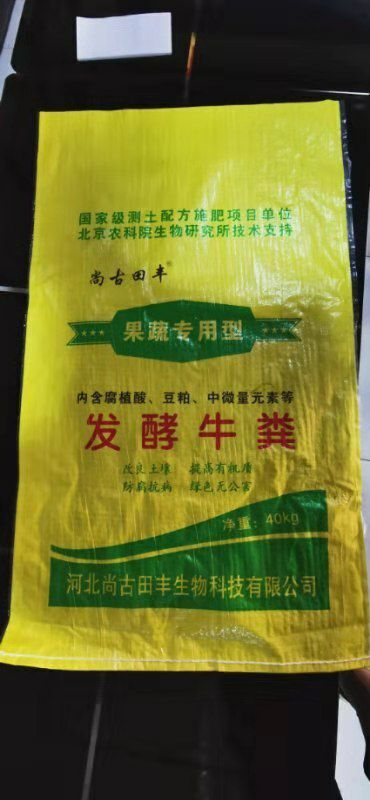 国家级测土配方施肥项目单位
北京农科院生物研究所技术支持
尚古田丰®
果蔬专用型
内含腐植酸、豆粕、中微量元素等
发酵牛粪
改良土壤 提高有机质
防腐抗病 绿色无公害
净重：40kg
河北尚古田丰生物科技有限公司